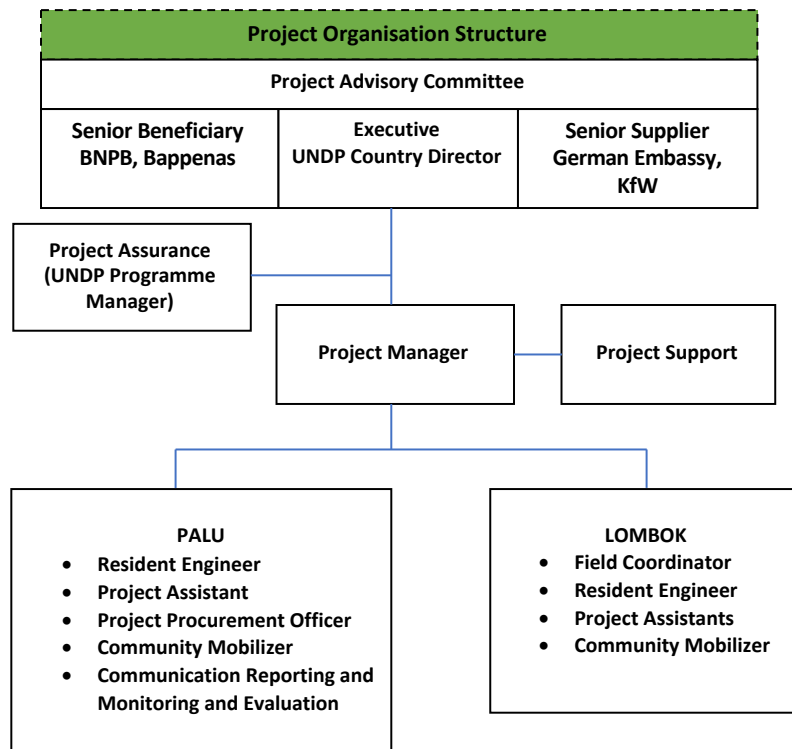 Project Organisation Structure
Project Advisory Committee
Senior Beneficiary
BNPB, Bappenas
Executive
UNDP Country Director
Senior Supplier
German Embassy,
KfW
Project Assurance
(UNDP Programme
Manager)
Project Manager
Project Support
PALU
• Resident Engineer
• Project Assistant
• Project Procurement Officer
• Community Mobilizer
• Communication Reporting and
Monitoring and Evaluation
LOMBOK
• Field Coordinator
• Resident Engineer
• Project Assistants
• Community Mobilizer